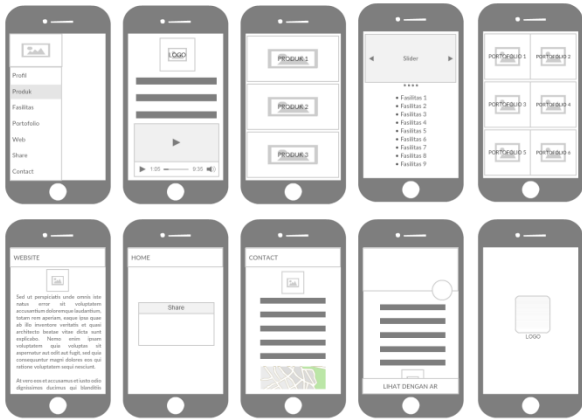 Profil
Produk
Fasilitas
Portofolio
Web
Share
Contact
LOGO
1:25
0:35
PRODUK 1
PRODUK 2
PRODUK 3
Slider
• Fasilitas 1
• Fasilitas 2
• Fasilitas 3
• Fasilitas 4
• Fasilitas 5
• Fasilitas 6
• Fasilitas 7
• Fasilitas 8
• Fasilitas 9
PORTOFOLIO 1
PORTOFOLIO 2
PORTOFOLIO 3
PORTOFOLIO 4
PORTOFOLIO 5
PORTOFOLIO 6
WEBSITE
Sed ut perspiciatis unde omnis iste
natus error sit voluptatem
accusantium doloremque laudantium,
totam rem aperiam, eaque ipsa quae
ab illo inventore veritatis et quasi
architecto beatae vitae dicta sunt
explicabo. Nemo enim ipsam
voluptatem quia voluptas sit
aspernatur aut odit aut fugit, sed quia
consequuntur magni dolores eos qui
ratione voluptatem sequi nesciunt.
At vero eos et accusamus et iusto odio
dignissimos ducimus qui blanditiis
HOME
Share
CONTACT
LIHAT DENGAN AR
LOGO